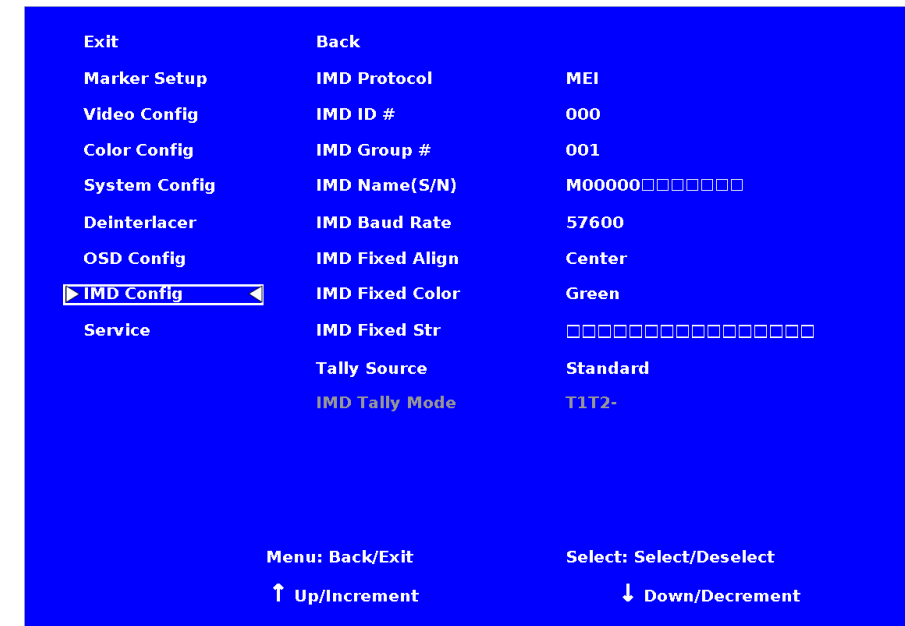 Exit Back
Marker Setup IMD Protocol MEI
Video Config IMD ID # 000
Color Config IMD Group # 001
System Config IMD Name(S/N) M00000□□□□□□□
Deinterlacer IMD Baud Rate 57600
OSD Config IMD Fixed Align Center
▶ IMD Config ◀ IMD Fixed Color Green
Service IMD Fixed Str □□□□□□□□□□□□□□□□
Tally Source Standard
IMD Tally Mode T1T2-
Menu: Back/Exit Select: Select/Deselect
↑ Up/Increment ↓ Down/Decrement